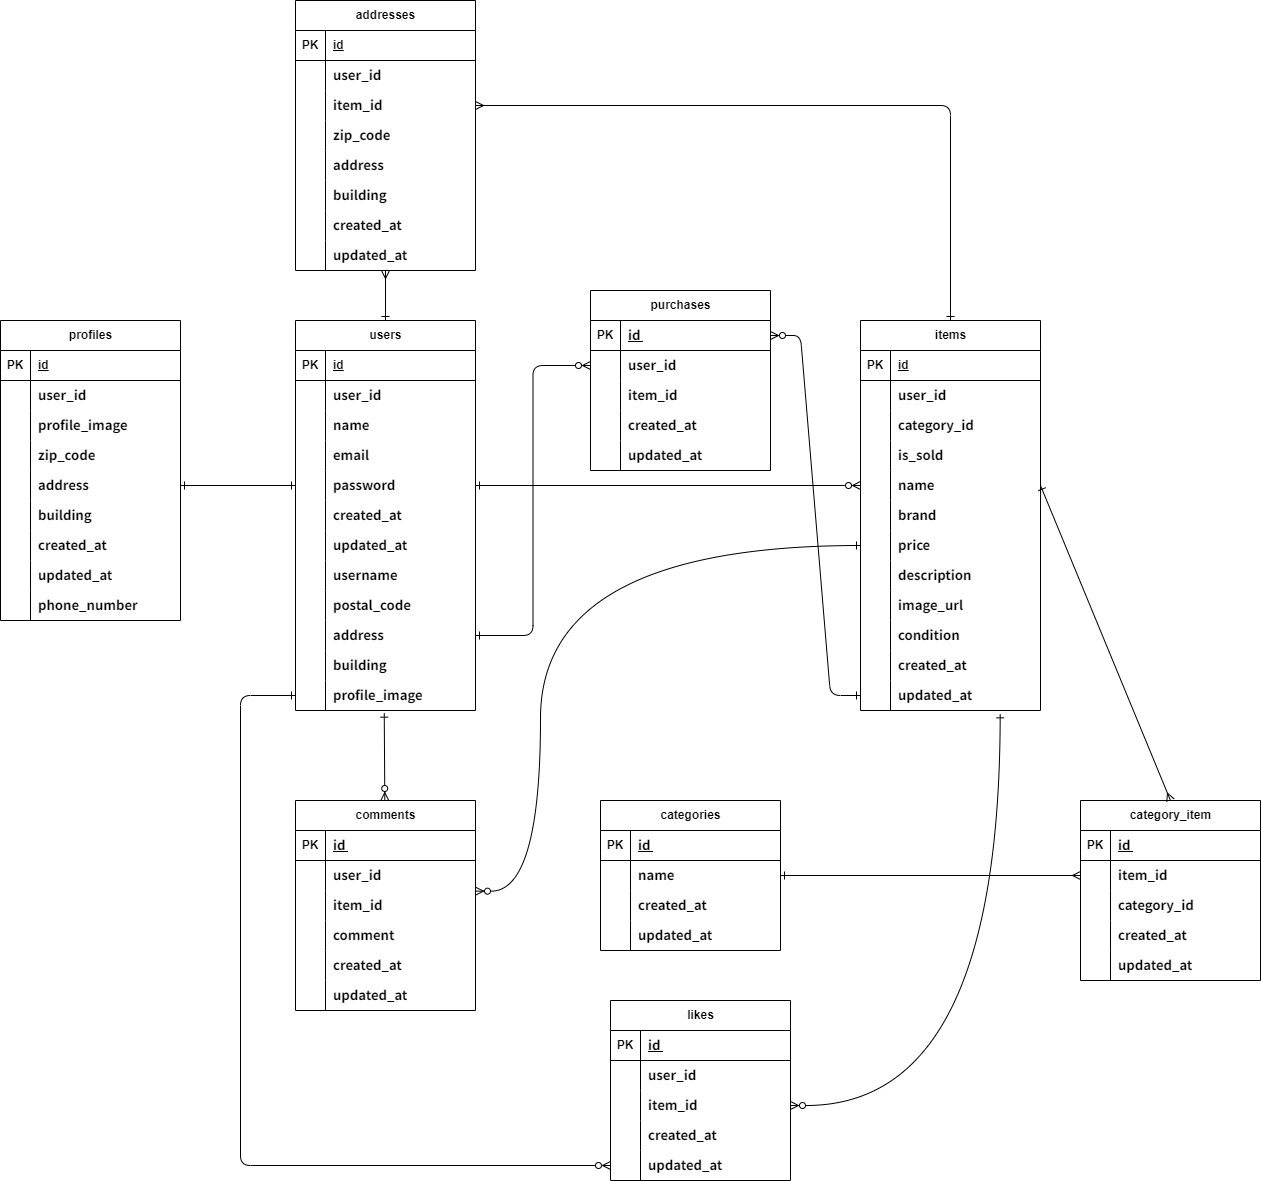 addresses
PK id
user_id
item_id
zip_code
address
building
created_at
updated_at
profiles
PK id
user_id
profile_image
zip_code
address
building
created_at
updated_at
phone_number
users
PK id
user_id
name
email
password
created_at
updated_at
username
postal_code
address
building
profile_image
purchases
PK id
user_id
item_id
created_at
updated_at
items
PK id
user_id
category_id
is_sold
name
brand
price
description
image_url
condition
created_at
updated_at
comments
PK id
user_id
item_id
comment
created_at
updated_at
categories
PK id
name
created_at
updated_at
category_item
PK id
item_id
category_id
created_at
updated_at
likes
PK id
user_id
item_id
created_at
updated_at